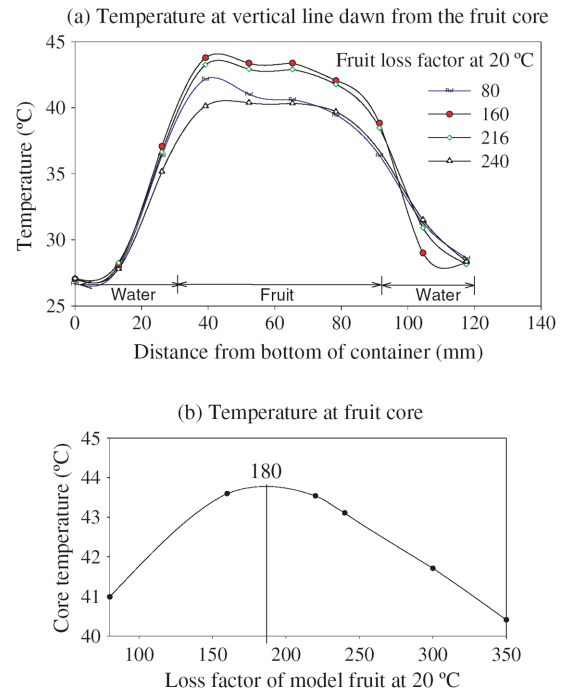 (a) Temperature at vertical line dawn from the fruit core
45
40
35
30
25
Temperature (ºC)
Fruit loss factor at 20 ºC
80
160
216
240
Water
Fruit
Water
0 20 40 60 80 100 120 140
Distance from bottom of container (mm)
(b) Temperature at fruit core
45
44
43
42
41
40
Core temperature (ºC)
180
100 150 200 250 300 350
Loss factor of model fruit at 20 ºC